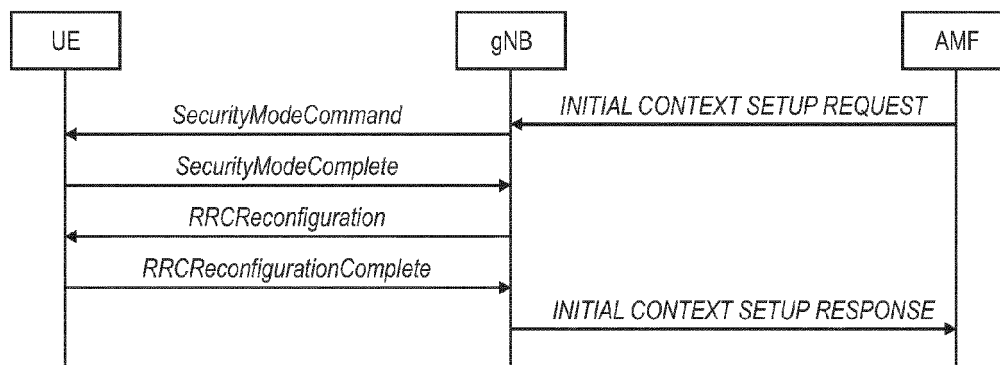 UE
gNB
AMF
INITIAL CONTEXT SETUP REQUEST
SecurityModeCommand
SecurityModeComplete
RRCReconfiguration
RRCReconfigurationComplete
INITIAL CONTEXT SETUP RESPONSE